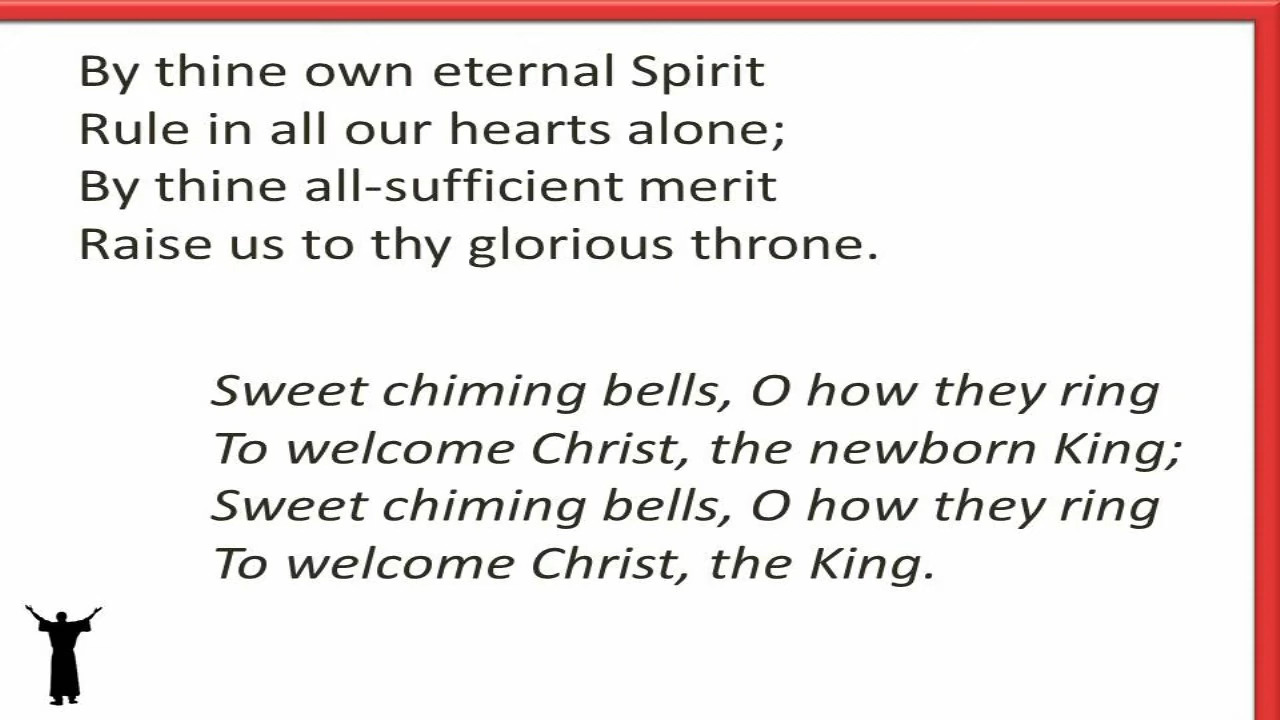 By thine own eternal Spirit
Rule in all our hearts alone;
By thine all-sufficient merit
Raise us to thy glorious throne.
Sweet chiming bells, O how they ring
To welcome Christ, the newborn King;
Sweet chiming bells, O how they ring
To welcome Christ, the King.